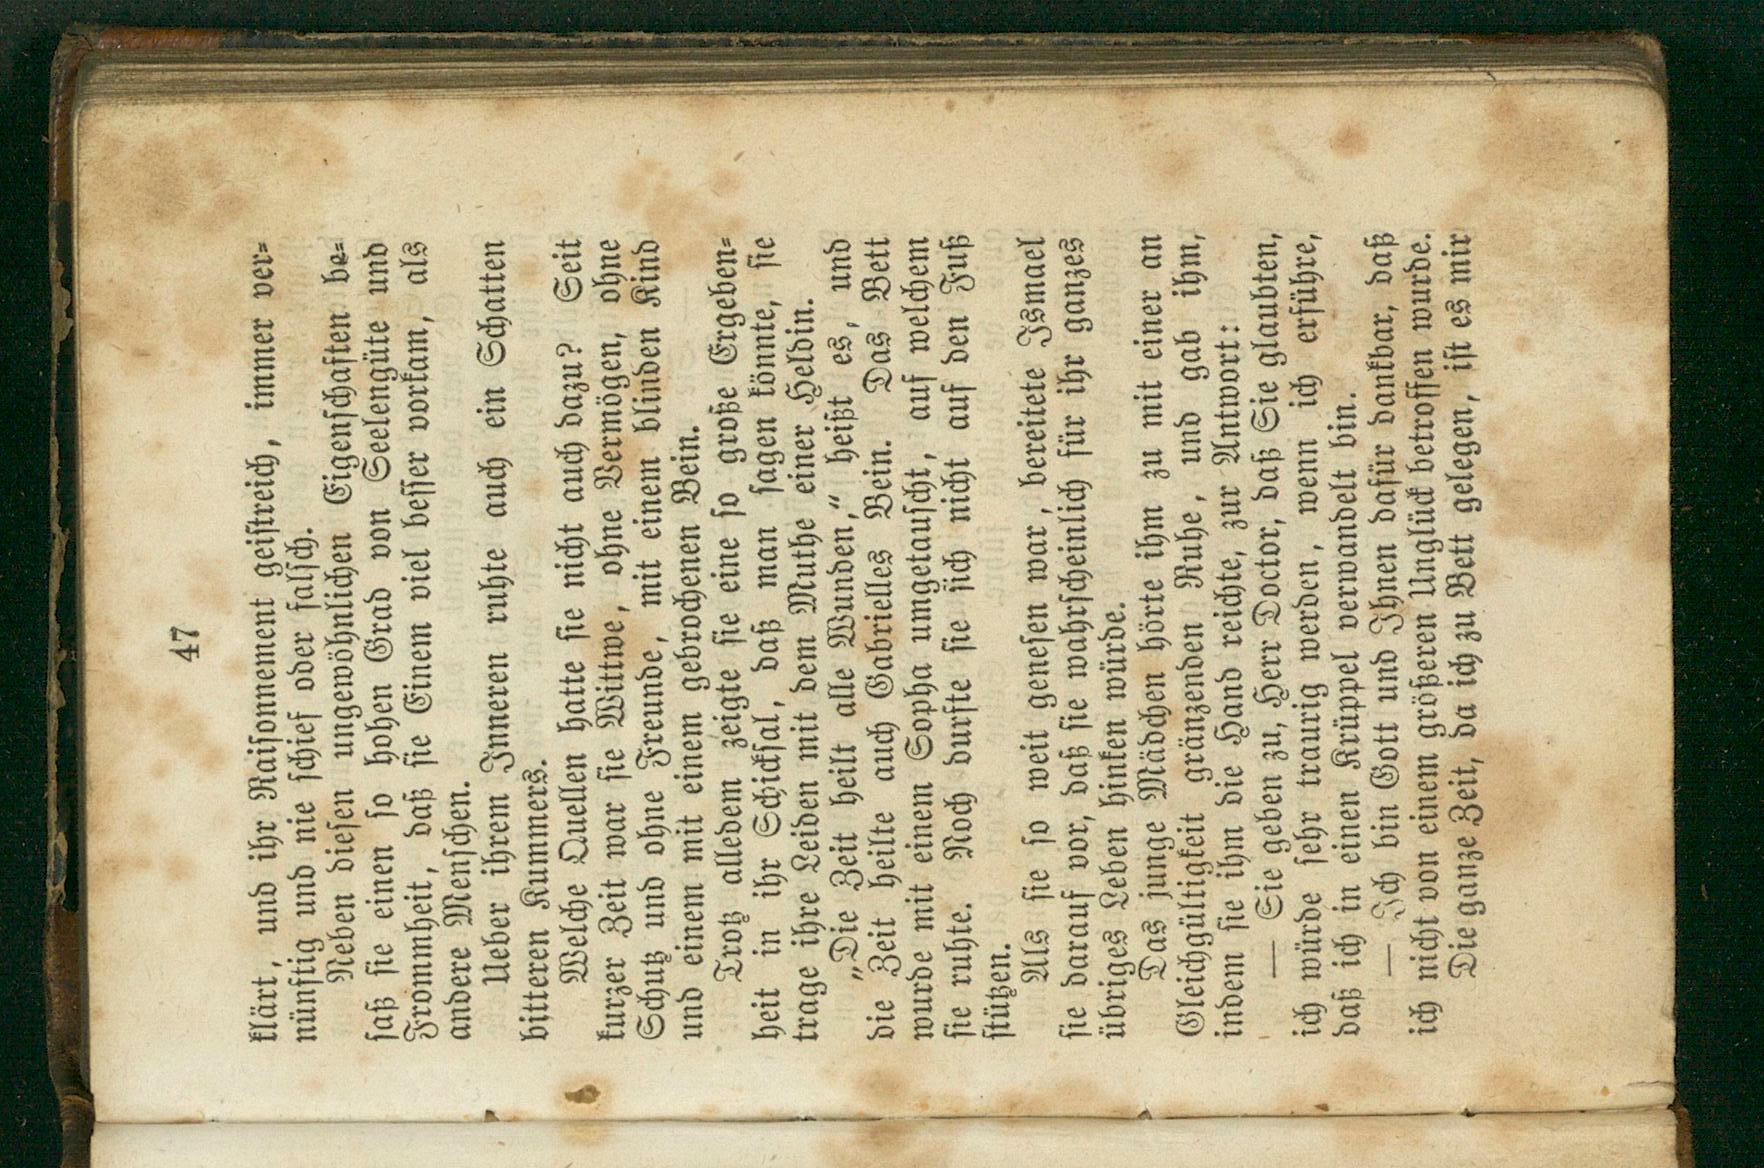 47
klärt, und ihr Raisonnement geistreich, immer ver-
nünftig und nie schief oder falsch.
Neben diesen ungewöhnlichen Eigenschaften be-
saß sie einen so hohen Grad von Seelengüte und
Frommheit, daß sie Einem viel besser vorkam, als
andere Menschen.
Ueber ihrem Inneren ruhte auch ein Schatten
bitteren Kummers.
Welche Quellen hatte sie nicht auch dazu? Seit
kurzer Zeit war sie Wittwe, ohne Vermögen, ohne
Schutz und ohne Freunde, mit einem blinden Kind
und einem mit einem gebrochenen Bein.
Trotz alledem zeigte sie eine so große Ergeben-
heit in ihr Schicksal, daß man sagen könnte, sie
trage ihre Leiden mit dem Muthe einer Heldin.
„Die Zeit heilt alle Wunden,“ heißt es, und
die Zeit heilte auch Gabrielles Bein. Das Bett
wurde mit einem Sopha umgetauscht, auf welchem
sie ruhte. Noch durfte sie sich nicht auf den Fuß
stützen.
Als sie so weit genesen war, bereitete Ismael
sie darauf vor, daß sie wahrscheinlich für ihr ganzes
übriges Leben hinken würde.
Das junge Mädchen hörte ihm zu mit einer an
Gleichgültigkeit gränzenden Ruhe, und gab ihm,
indem sie ihm die Hand reichte, zur Antwort:
— Sie geben zu, Herr Doctor, daß Sie glaubten,
ich würde sehr traurig werden, wenn ich erführe,
daß ich in einen Krüppel verwandelt bin.
— Ich bin Gott und Ihnen dafür dankbar, daß
ich nicht von einem größeren Unglück betroffen wurde.
Die ganze Zeit, da ich zu Bett gelegen, ist es mir